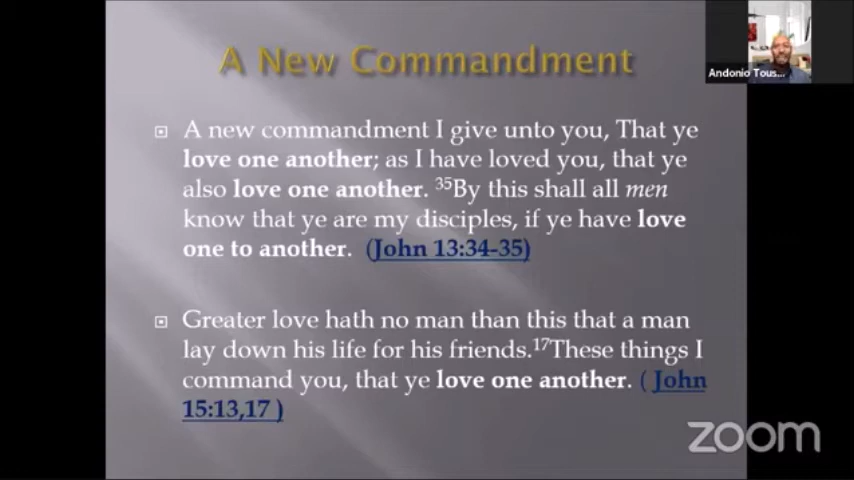 A New Commandment
Andonio Tous...
A new commandment I give unto you, That ye
love one another; as I have loved you, that ye
also love one another. 35By this shall all men
know that ye are my disciples, if ye have love
one to another. (John 13:34-35)
Greater love hath no man than this that a man
lay down his life for his friends.17These things I
command you, that ye love one another. ( John
15:13,17 )
zoom